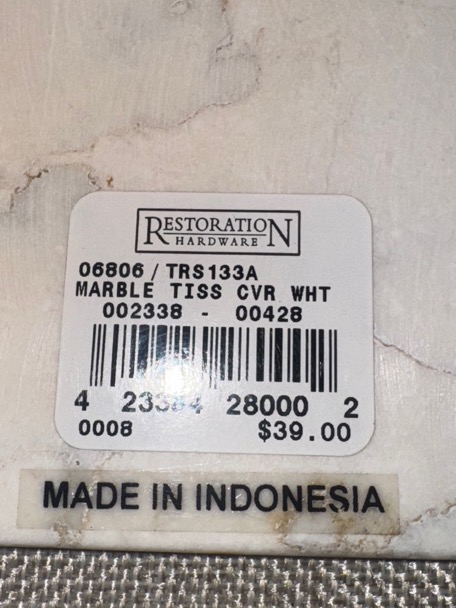 RESTORATION
HARDWARE
06806 / TRS133A
MARBLE TISS CVR WHT
002338 - 00428
4 28000 2
0008 $39.00
MADE IN INDONESIA